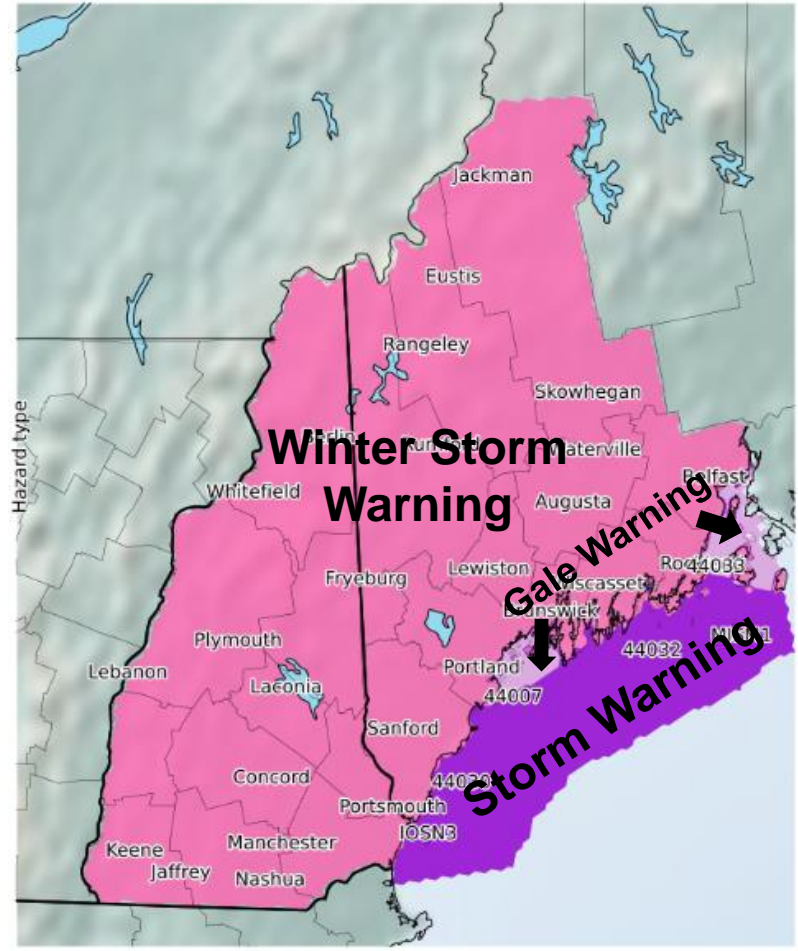 Jackman
Eustis
Rangeley
Skowhegan
Hazard type
Winter Storm
Warning
Waterville
Belfast
Whitefield
Augusta
Gale Warning
Lewiston
Fryeburg
44033
Brunswick
Plymouth
44032
Lebanon
Portland
Laconia
44007
Storm Warning
Sanford
Concord
Portsmouth
IOSN3
Manchester
Keene
Jaffrey
Nashua